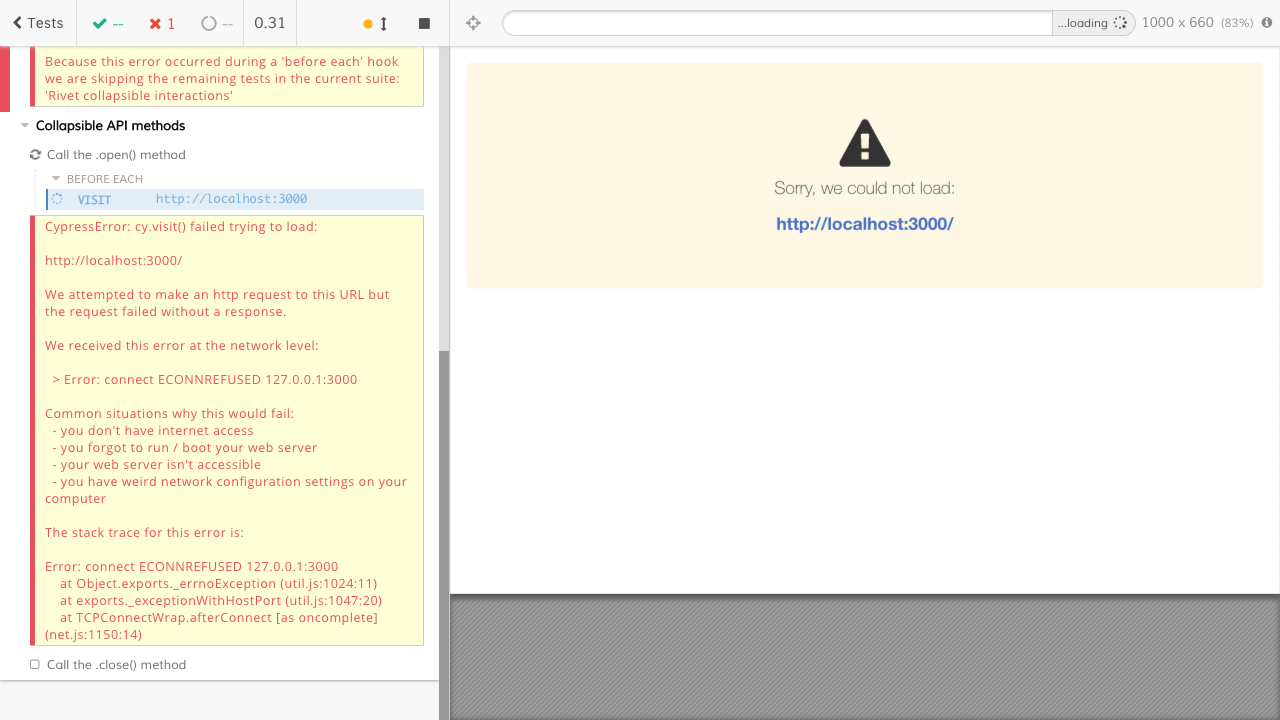 Tests
--
1
--
0.31
...loading
1000 x 660 (83%)
Because this error occurred during a 'before each' hook
we are skipping the remaining tests in the current suite:
'Rivet collapsible interactions'
Collapsible API methods
Call the .open() method
BEFORE EACH
VISIT http://localhost:3000
CypressError: cy.visit() failed trying to load:
http://localhost:3000/
We attempted to make an http request to this URL but
the request failed without a response.
We received this error at the network level:
> Error: connect ECONNREFUSED 127.0.0.1:3000
Common situations why this would fail:
- you don't have internet access
- you forgot to run / boot your web server
- your web server isn't accessible
- you have weird network configuration settings on your
computer
The stack trace for this error is:
Error: connect ECONNREFUSED 127.0.0.1:3000
at Object.exports._errnoException (util.js:1024:11)
at exports._exceptionWithHostPort (util.js:1047:20)
at TCPConnectWrap.afterConnect [as oncomplete]
(net.js:1150:14)
Call the .close() method
Sorry, we could not load:
http://localhost:3000/